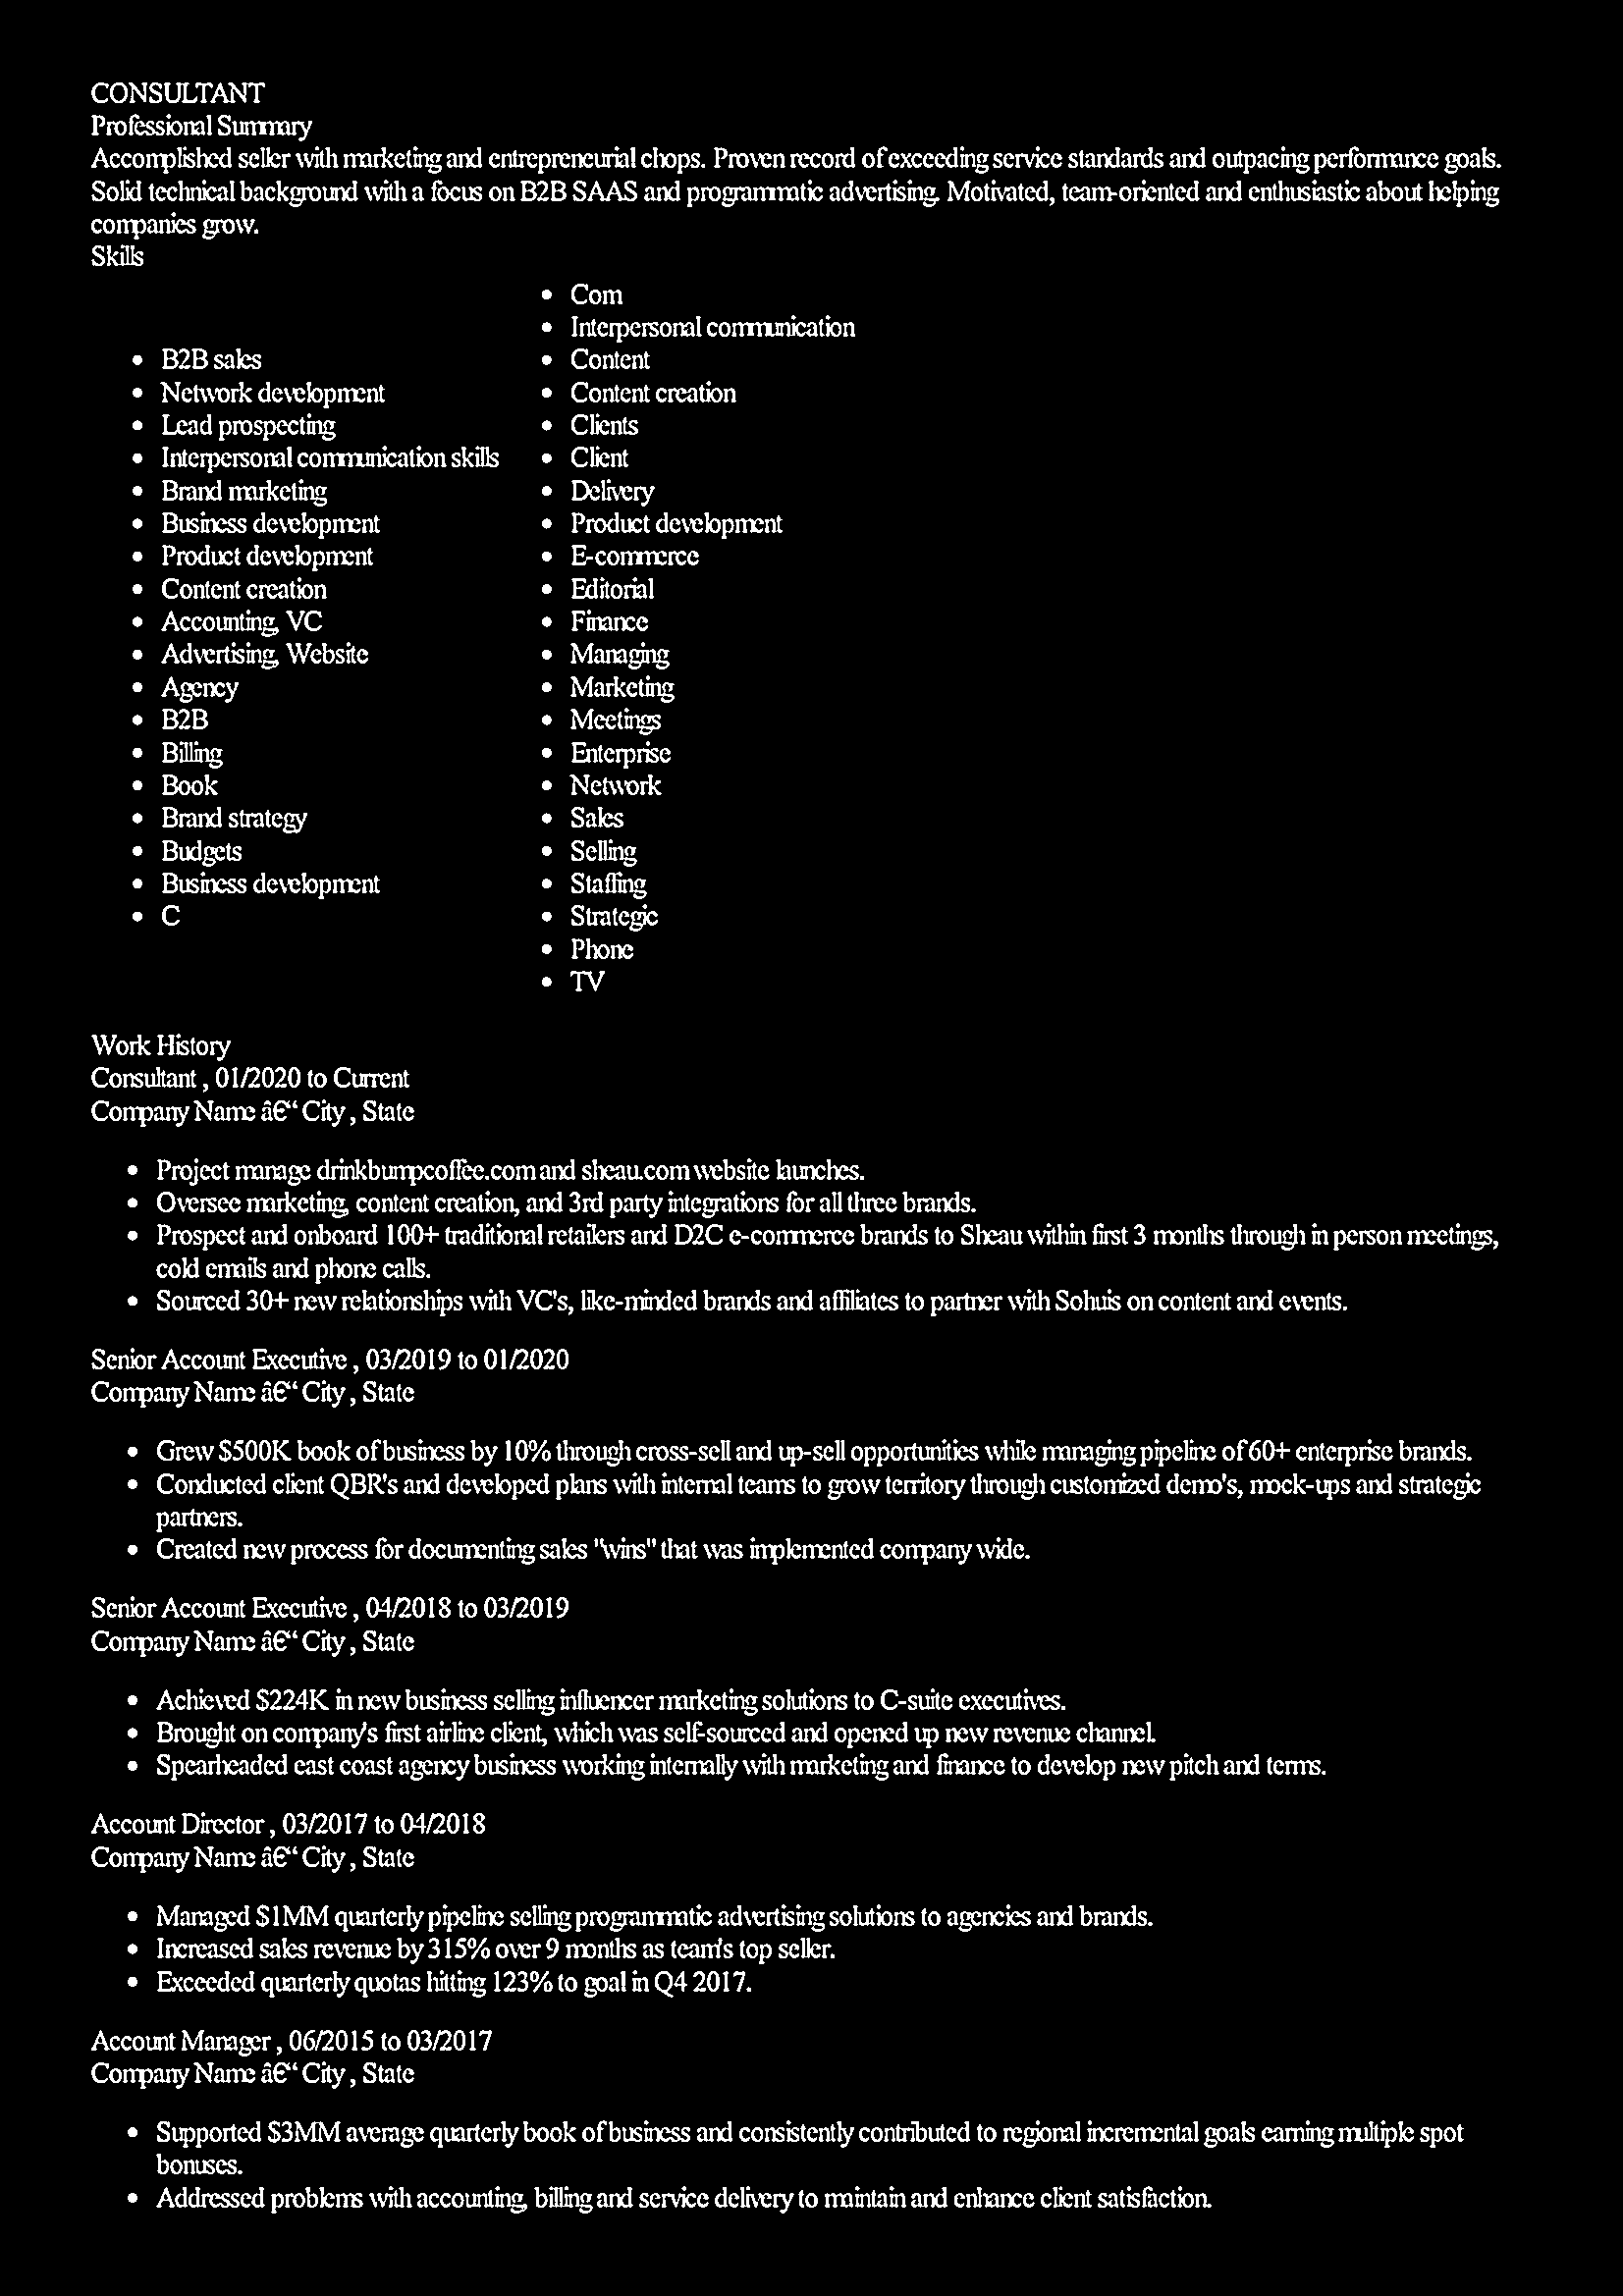 CONSULTANT
Professional Summary
Accomplished seller with marketing and entrepreneurial chops. Proven record of exceeding service standards and outpacing performance goals.
Solid technical background with a focus on B2B SAAS and programmatic advertising. Motivated, team-oriented and enthusiastic about helping
companies grow.
Skills
B2B sales
Network development
Lead prospecting
Interpersonal communication skills
Brand marketing
Business development
Product development
Content creation
Accounting, VC
Advertising, Website
Agency
B2B
Billing
Book
Brand strategy
Budgets
Business development
C
Com
Interpersonal communication
Content
Content creation
Clients
Client
Delivery
Product development
E-commerce
Editorial
Finance
Managing
Marketing
Meetings
Enterprise
Network
Sales
Selling
Staffing
Strategic
Phone
TV
Work History
Consultant , 01/2020 to Current
Company Name â€“ City , State
Project manage drinkbumpcoffee.com and sheau.com website launches.
Oversee marketing, content creation, and 3rd party integrations for all three brands.
Prospect and onboard 100+ traditional retailers and D2C e-commerce brands to Sheau within first 3 months through in person meetings,
cold emails and phone calls.
Sourced 30+ new relationships with VC's, like-minded brands and affiliates to partner with Sohuis on content and events.
Senior Account Executive , 03/2019 to 01/2020
Company Name â€“ City , State
Grew $500K book of business by 10% through cross-sell and up-sell opportunities while managing pipeline of 60+ enterprise brands.
Conducted client QBR's and developed plans with internal teams to grow territory through customized demo's, mock-ups and strategic
partners.
Created new process for documenting sales "wins" that was implemented company wide.
Senior Account Executive , 04/2018 to 03/2019
Company Name â€“ City , State
Achieved $224K in new business selling influencer marketing solutions to C-suite executives.
Brought on company's first airline client, which was self-sourced and opened up new revenue channel.
Spearheaded east coast agency business working internally with marketing and finance to develop new pitch and terms.
Account Director , 03/2017 to 04/2018
Company Name â€“ City , State
Managed $1MM quarterly pipeline selling programmatic advertising solutions to agencies and brands.
Increased sales revenue by 315% over 9 months as team's top seller.
Exceeded quarterly quotas hitting 123% to goal in Q4 2017.
Account Manager , 06/2015 to 03/2017
Company Name â€“ City , State
Supported $3MM average quarterly book of business and consistently contributed to regional incremental goals earning multiple spot
bonuses.
Addressed problems with accounting, billing and service delivery to maintain and enhance client satisfaction.